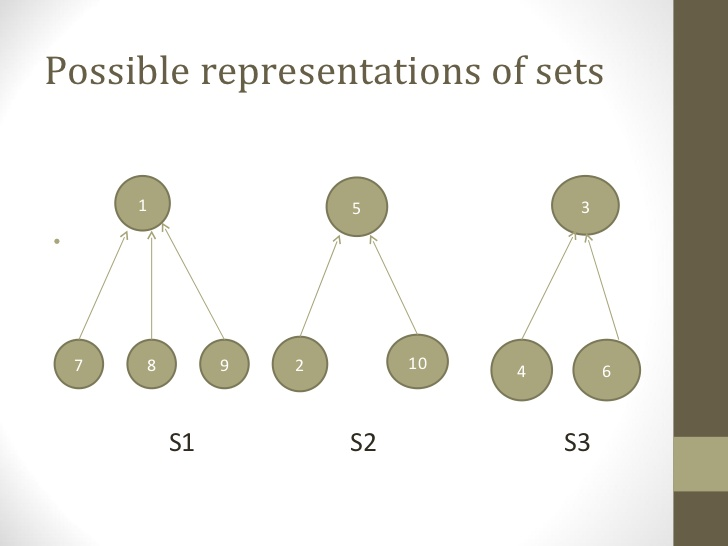 Possible representations of sets
1
5
3
•
7
8
9
2
10
4
6
S1
S2
S3